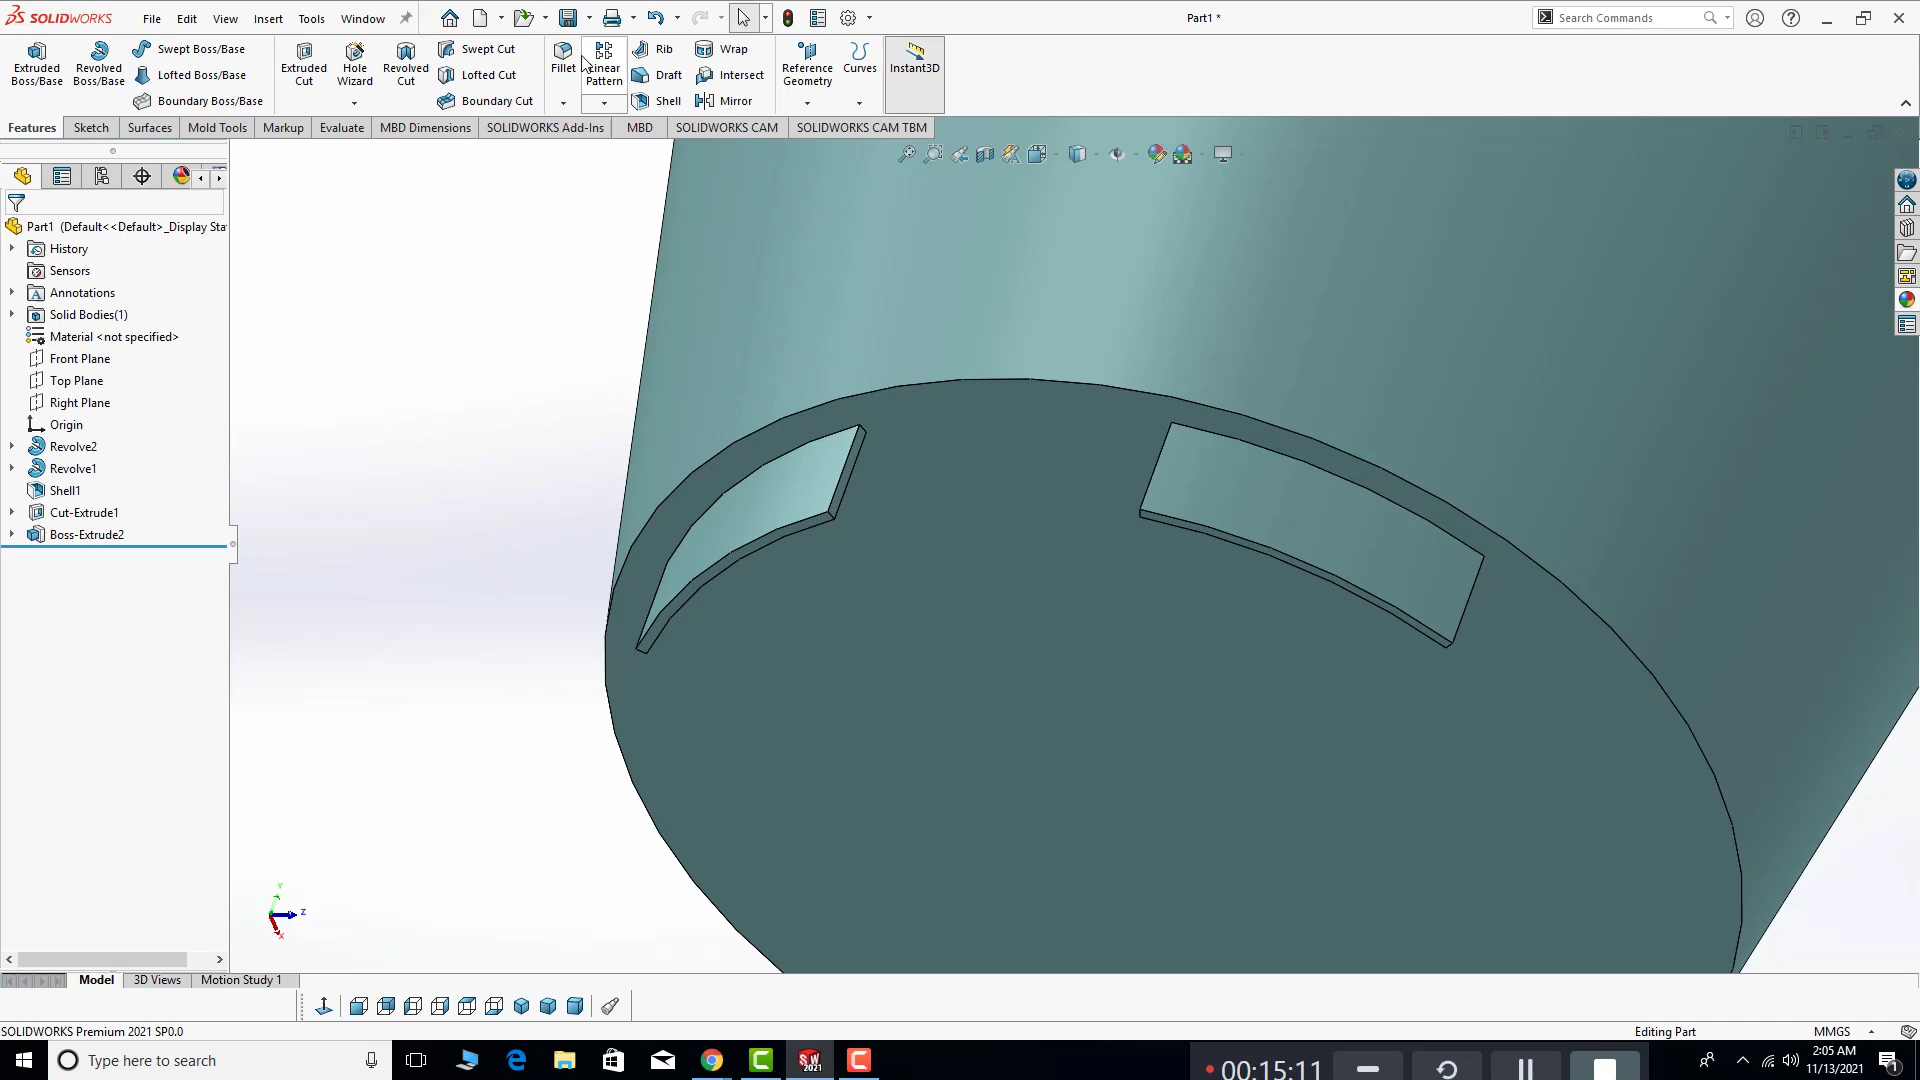 SOLIDWORKS File Edit View Insert Tools Window Part1 * Search Commands
Extruded Boss/Base
Revolved Boss/Base
Swept Boss/Base
Lofted Boss/Base
Boundary Boss/Base
Extruded Cut
Hole Wizard
Revolved Cut
Swept Cut
Lofted Cut
Boundary Cut
Fillet
Linear Pattern
Rib
Draft
Shell
Wrap
Intersect
Mirror
Reference Geometry
Curves
Instant3D
Features Sketch Surfaces Mold Tools Markup Evaluate MBD Dimensions SOLIDWORKS Add-Ins MBD SOLIDWORKS CAM SOLIDWORKS CAM TBM
Part1 (Default<<Default>_Display Sta
History
Sensors
Annotations
Solid Bodies(1)
Material <not specified>
Front Plane
Top Plane
Right Plane
Origin
Revolve2
Revolve1
Shell1
Cut-Extrude1
Boss-Extrude2
Y
Z
X
Model 3D Views Motion Study 1
SOLIDWORKS Premium 2021 SP0.0 Editing Part MMGS
Type here to search
SW 2021
00:15:11
2:05 AM
11/13/2021
1